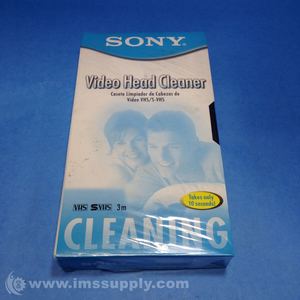 SONY®
Video Head Cleaner
Casete Limpiador de Cabezas de
Video VHS/S-VHS
Takes only
10 seconds!
VHS SVHS 3m
CLEANING
© www.imssupply.com